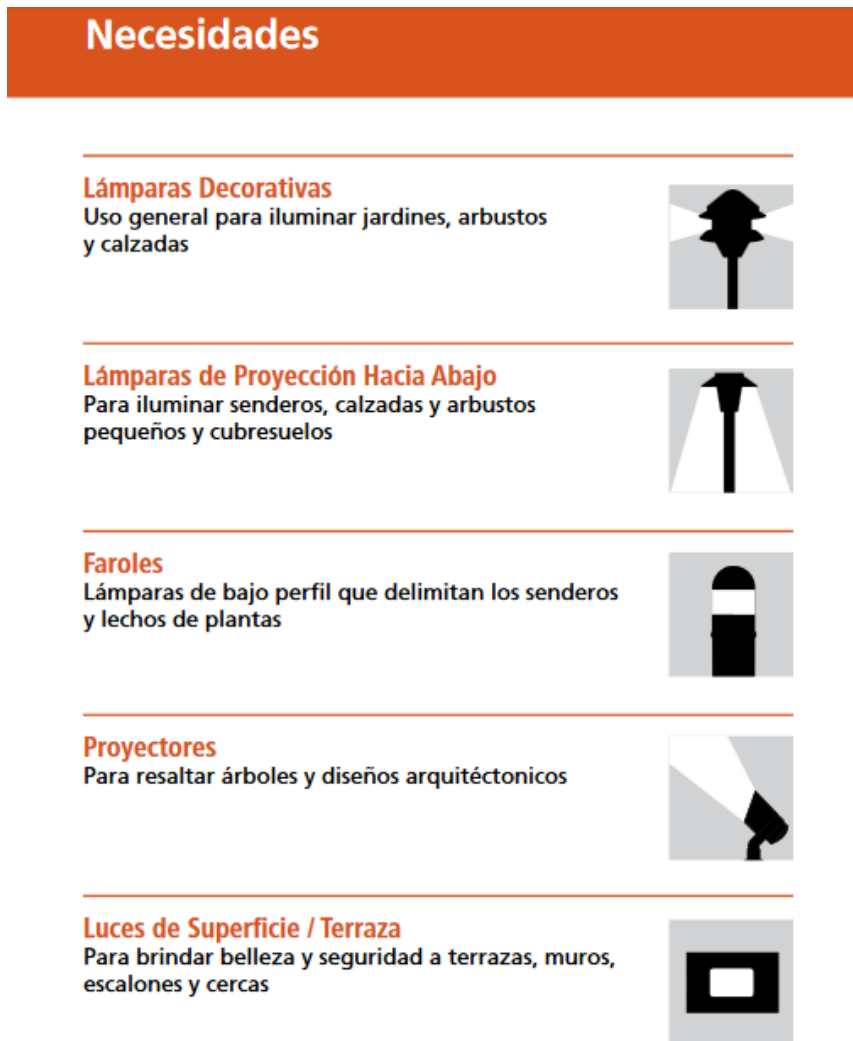 Necesidades
Lámparas Decorativas
Uso general para iluminar jardines, arbustos
y calzadas
Lámparas de Proyección Hacia Abajo
Para iluminar senderos, calzadas y arbustos
pequeños y cubresuelos
Faroles
Lámparas de bajo perfil que delimitan los senderos
y lechos de plantas
Proyectores
Para resaltar árboles y diseños arquitéctonicos
Luces de Superficie / Terraza
Para brindar belleza y seguridad a terrazas, muros,
escalones y cercas